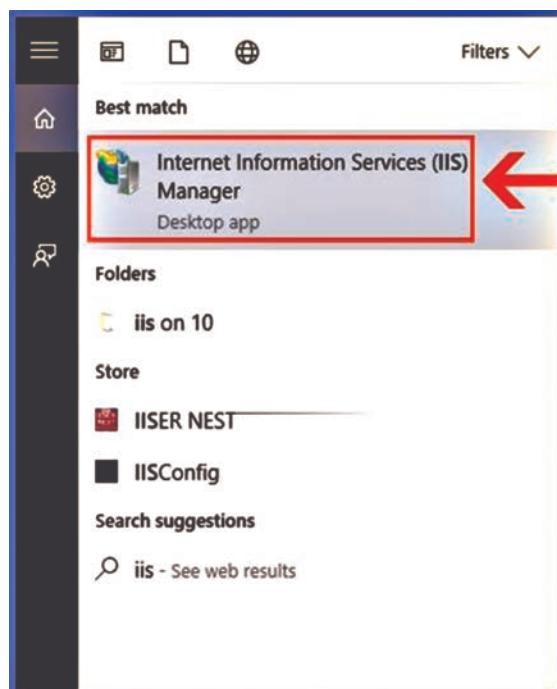 Filters
Best match
Internet Information Services (IIS)
Manager
Desktop app
Folders
iis on 10
Store
IISER NEST
IISConfig
Search suggestions
iis - See web results